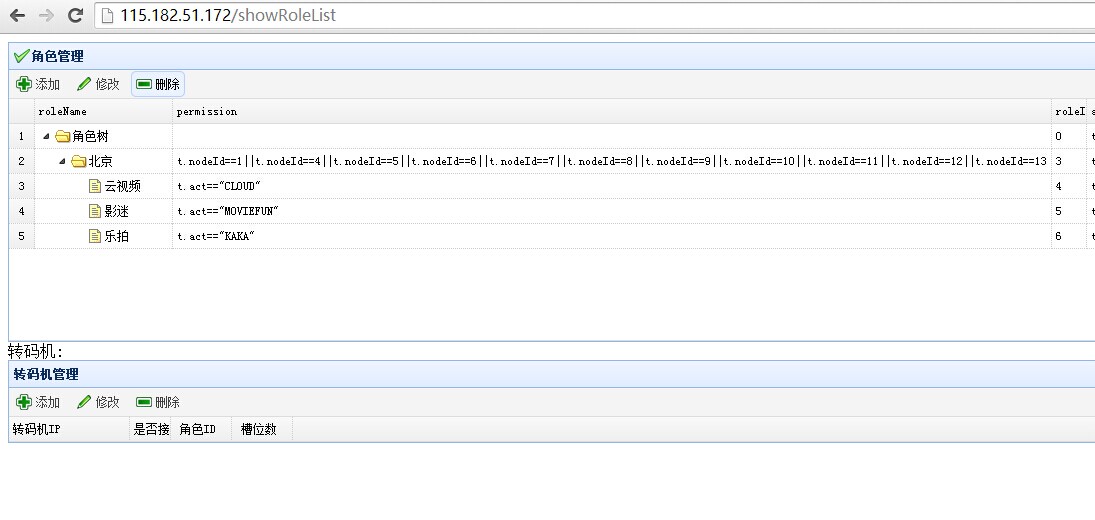 115.182.51.172/showRoleList
角色管理
添加 修改 删除
roleName permission roleI
1 角色树 0
2 北京 t.nodeId==1||t.nodeId==4||t.nodeId==5||t.nodeId==6||t.nodeId==7||t.nodeId==8||t.nodeId==9||t.nodeId==10||t.nodeId==11||t.nodeId==12||t.nodeId==13 3
3 云视频 t.act=="CLOUD" 4
4 影迷 t.act=="MOVIEFUN" 5
5 乐拍 t.act=="KAKA" 6
转码机:
转码机管理
添加 修改 删除
转码机IP 是否接 角色ID 槽位数